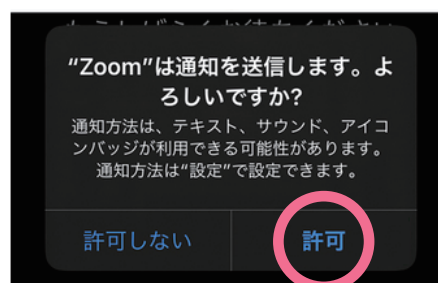 “Zoom”は通知を送信します。よ
ろしいですか?
通知方法は、テキスト、サウンド、アイコ
ンバッジが利用できる可能性があります。
通知方法は“設定”で設定できます。
許可しない
許可